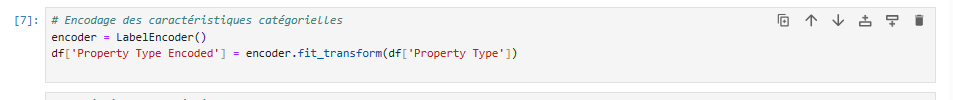 [7]: # Encodage des caractéristiques catégorielles
encoder = LabelEncoder()
df['Property Type Encoded'] = encoder.fit_transform(df['Property Type'])